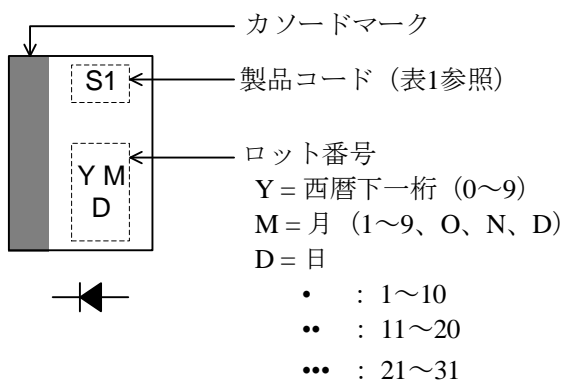 カソードマーク
S1
製品コード（表1参照）
ロット番号
Y M
D
Y = 西暦下一桁（0～9）
M = 月（1～9、O、N、D）
D = 日
• : 1～10
•• : 11～20
••• : 21～31